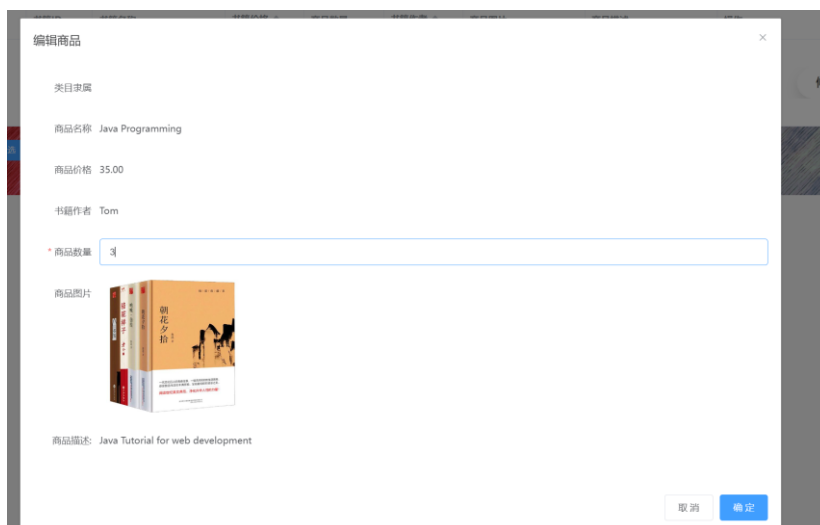 编辑商品
×
类目隶属
商品名称 Java Programming
商品价格 35.00
书籍作者 Tom
* 商品数量 3
商品图片
朝花夕拾
商品描述: Java Tutorial for web development
取消 确定